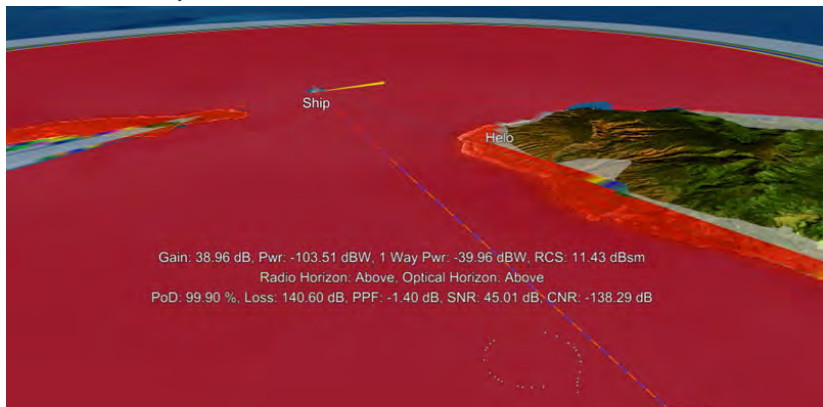 Ship
Helo
Gain: 38.96 dB, Pwr: -103.51 dBW, 1 Way Pwr: -39.96 dBW, RCS: 11.43 dBsm
Radio Horizon: Above, Optical Horizon: Above
PoD: 99.90 %, Loss: 140.60 dB, PPF: -1.40 dB, SNR: 45.01 dB, CNR: -138.29 dB